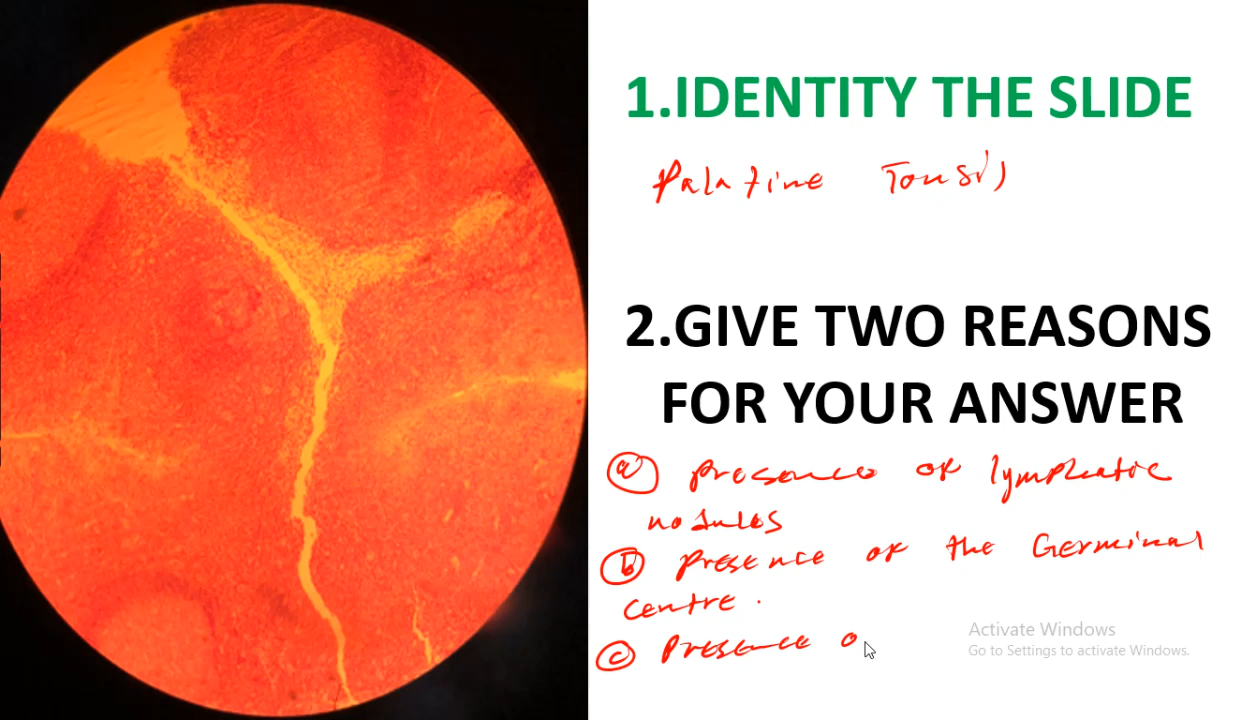 1.IDENTITY THE SLIDE
Palatine Tonsil
2.GIVE TWO REASONS
FOR YOUR ANSWER
(a) Presence of lymphatic
nodules
(b) Presence of the Germinal
centre.
(c) Presence o
Activate Windows
Go to Settings to activate Windows.